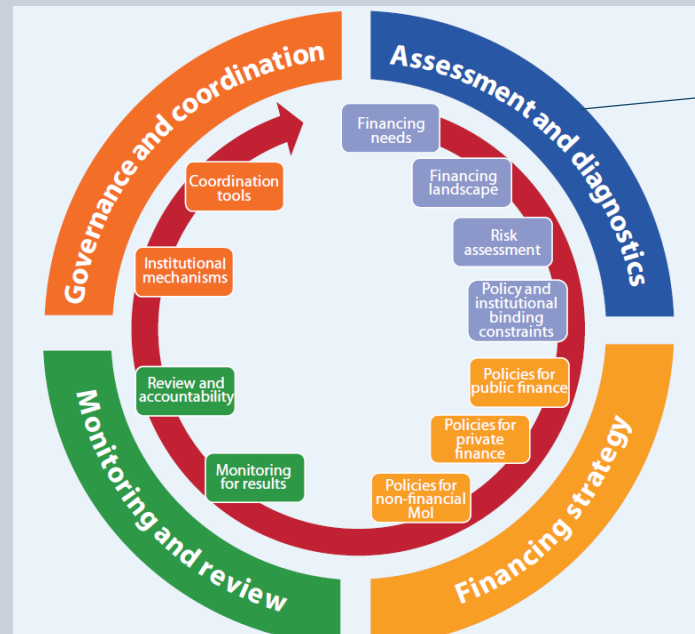 Assessment and diagnostics
Financing
needs
Financing
landscape
Risk
assessment
Policy and
institutional
binding
constraints
Financing strategy
Policies for
public finance
Policies for
private
finance
Policies for
non-financial
MoI
Monitoring and review
Monitoring
for results
Review and
accountability
Governance and coordination
Institutional
mechanisms
Coordination
tools